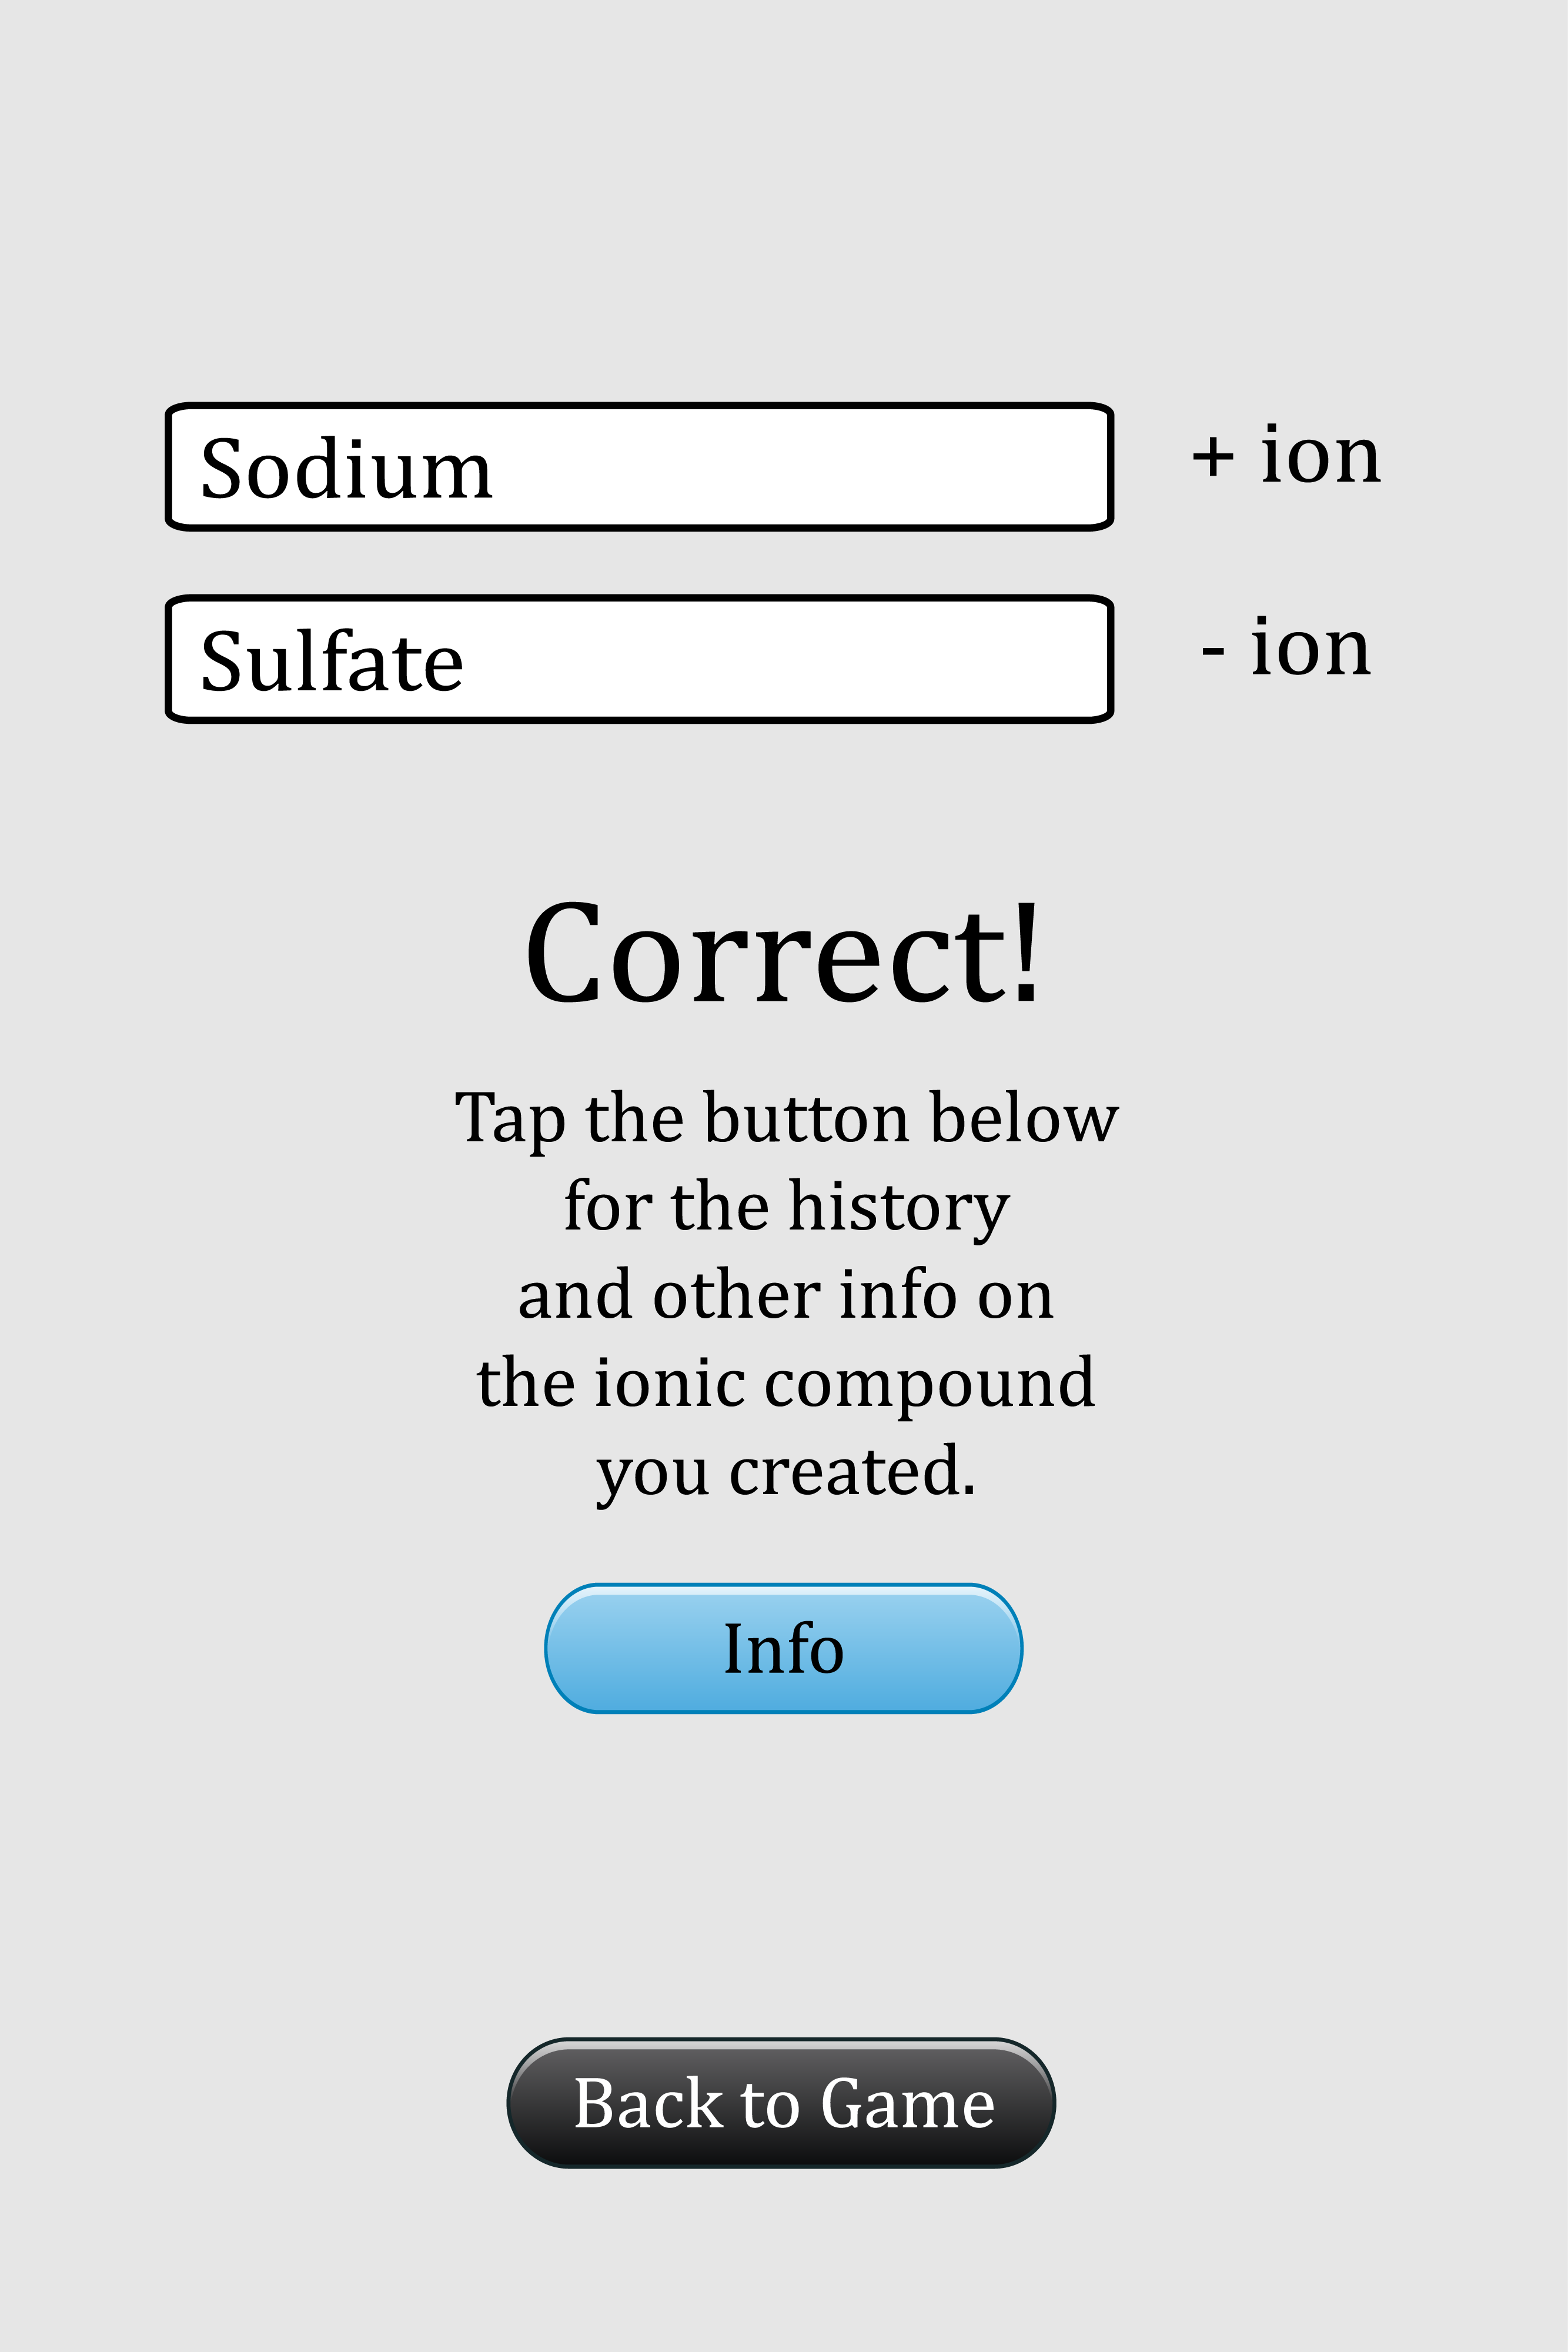 Sodium
+ ion
Sulfate
- ion
Correct!
Tap the button below
for the history
and other info on
the ionic compound
you created.
Info
Back to Game